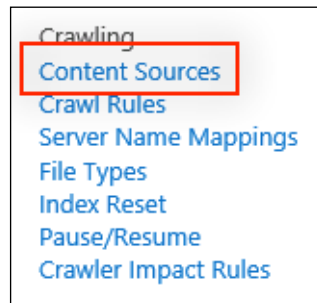 Crawling
Content Sources
Crawl Rules
Server Name Mappings
File Types
Index Reset
Pause/Resume
Crawler Impact Rules